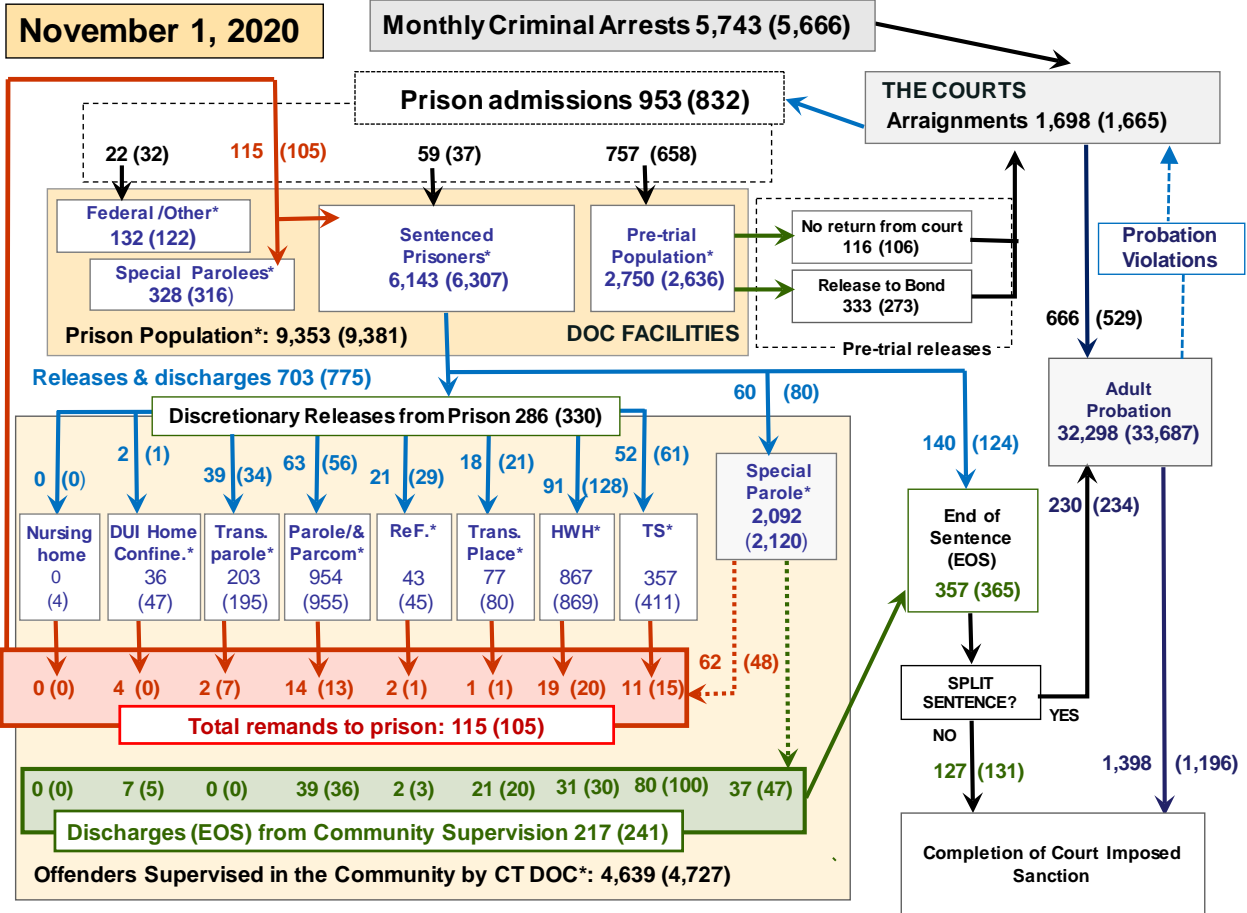 November 1, 2020
Monthly Criminal Arrests 5,743 (5,666)
Prison admissions 953 (832)
THE COURTS
Arraignments 1,698 (1,665)
22 (32)
115 (105)
59 (37)
757 (658)
Federal /Other*
132 (122)
Special Parolees*
328 (316)
Sentenced
Prisoners*
6,143 (6,307)
Pre-trial
Population*
2,750 (2,636)
No return from court
116 (106)
Release to Bond
333 (273)
Pre-trial releases
Probation
Violations
Prison Population*: 9,353 (9,381)
DOC FACILITIES
666 (529)
Releases & discharges 703 (775)
Discretionary Releases from Prison 286 (330)
60 (80)
140 (124)
Adult
Probation
32,298 (33,687)
0 (0)
2 (1)
39 (34)
63 (56)
21 (29)
18 (21)
91 (128)
52 (61)
Nursing
home
0
(4)
DUI Home
Confine.*
36
(47)
Trans.
parole*
203
(195)
Parole/&
Parcom*
954
(955)
ReF.*
43
(45)
Trans.
Place*
77
(80)
HWH*
867
(869)
TS*
357
(411)
Special
Parole*
2,092
(2,120)
End of
Sentence
(EOS)
357 (365)
230 (234)
0 (0)
4 (0)
2 (7)
14 (13)
2 (1)
1 (1)
19 (20)
11 (15)
62 (48)
Total remands to prison: 115 (105)
SPLIT
SENTENCE?
YES
NO
127 (131)
1,398 (1,196)
0 (0)
7 (5)
0 (0)
39 (36)
2 (3)
21 (20)
31 (30)
80 (100)
37 (47)
Discharges (EOS) from Community Supervision 217 (241)
Offenders Supervised in the Community by CT DOC*: 4,639 (4,727)
Completion of Court Imposed
Sanction